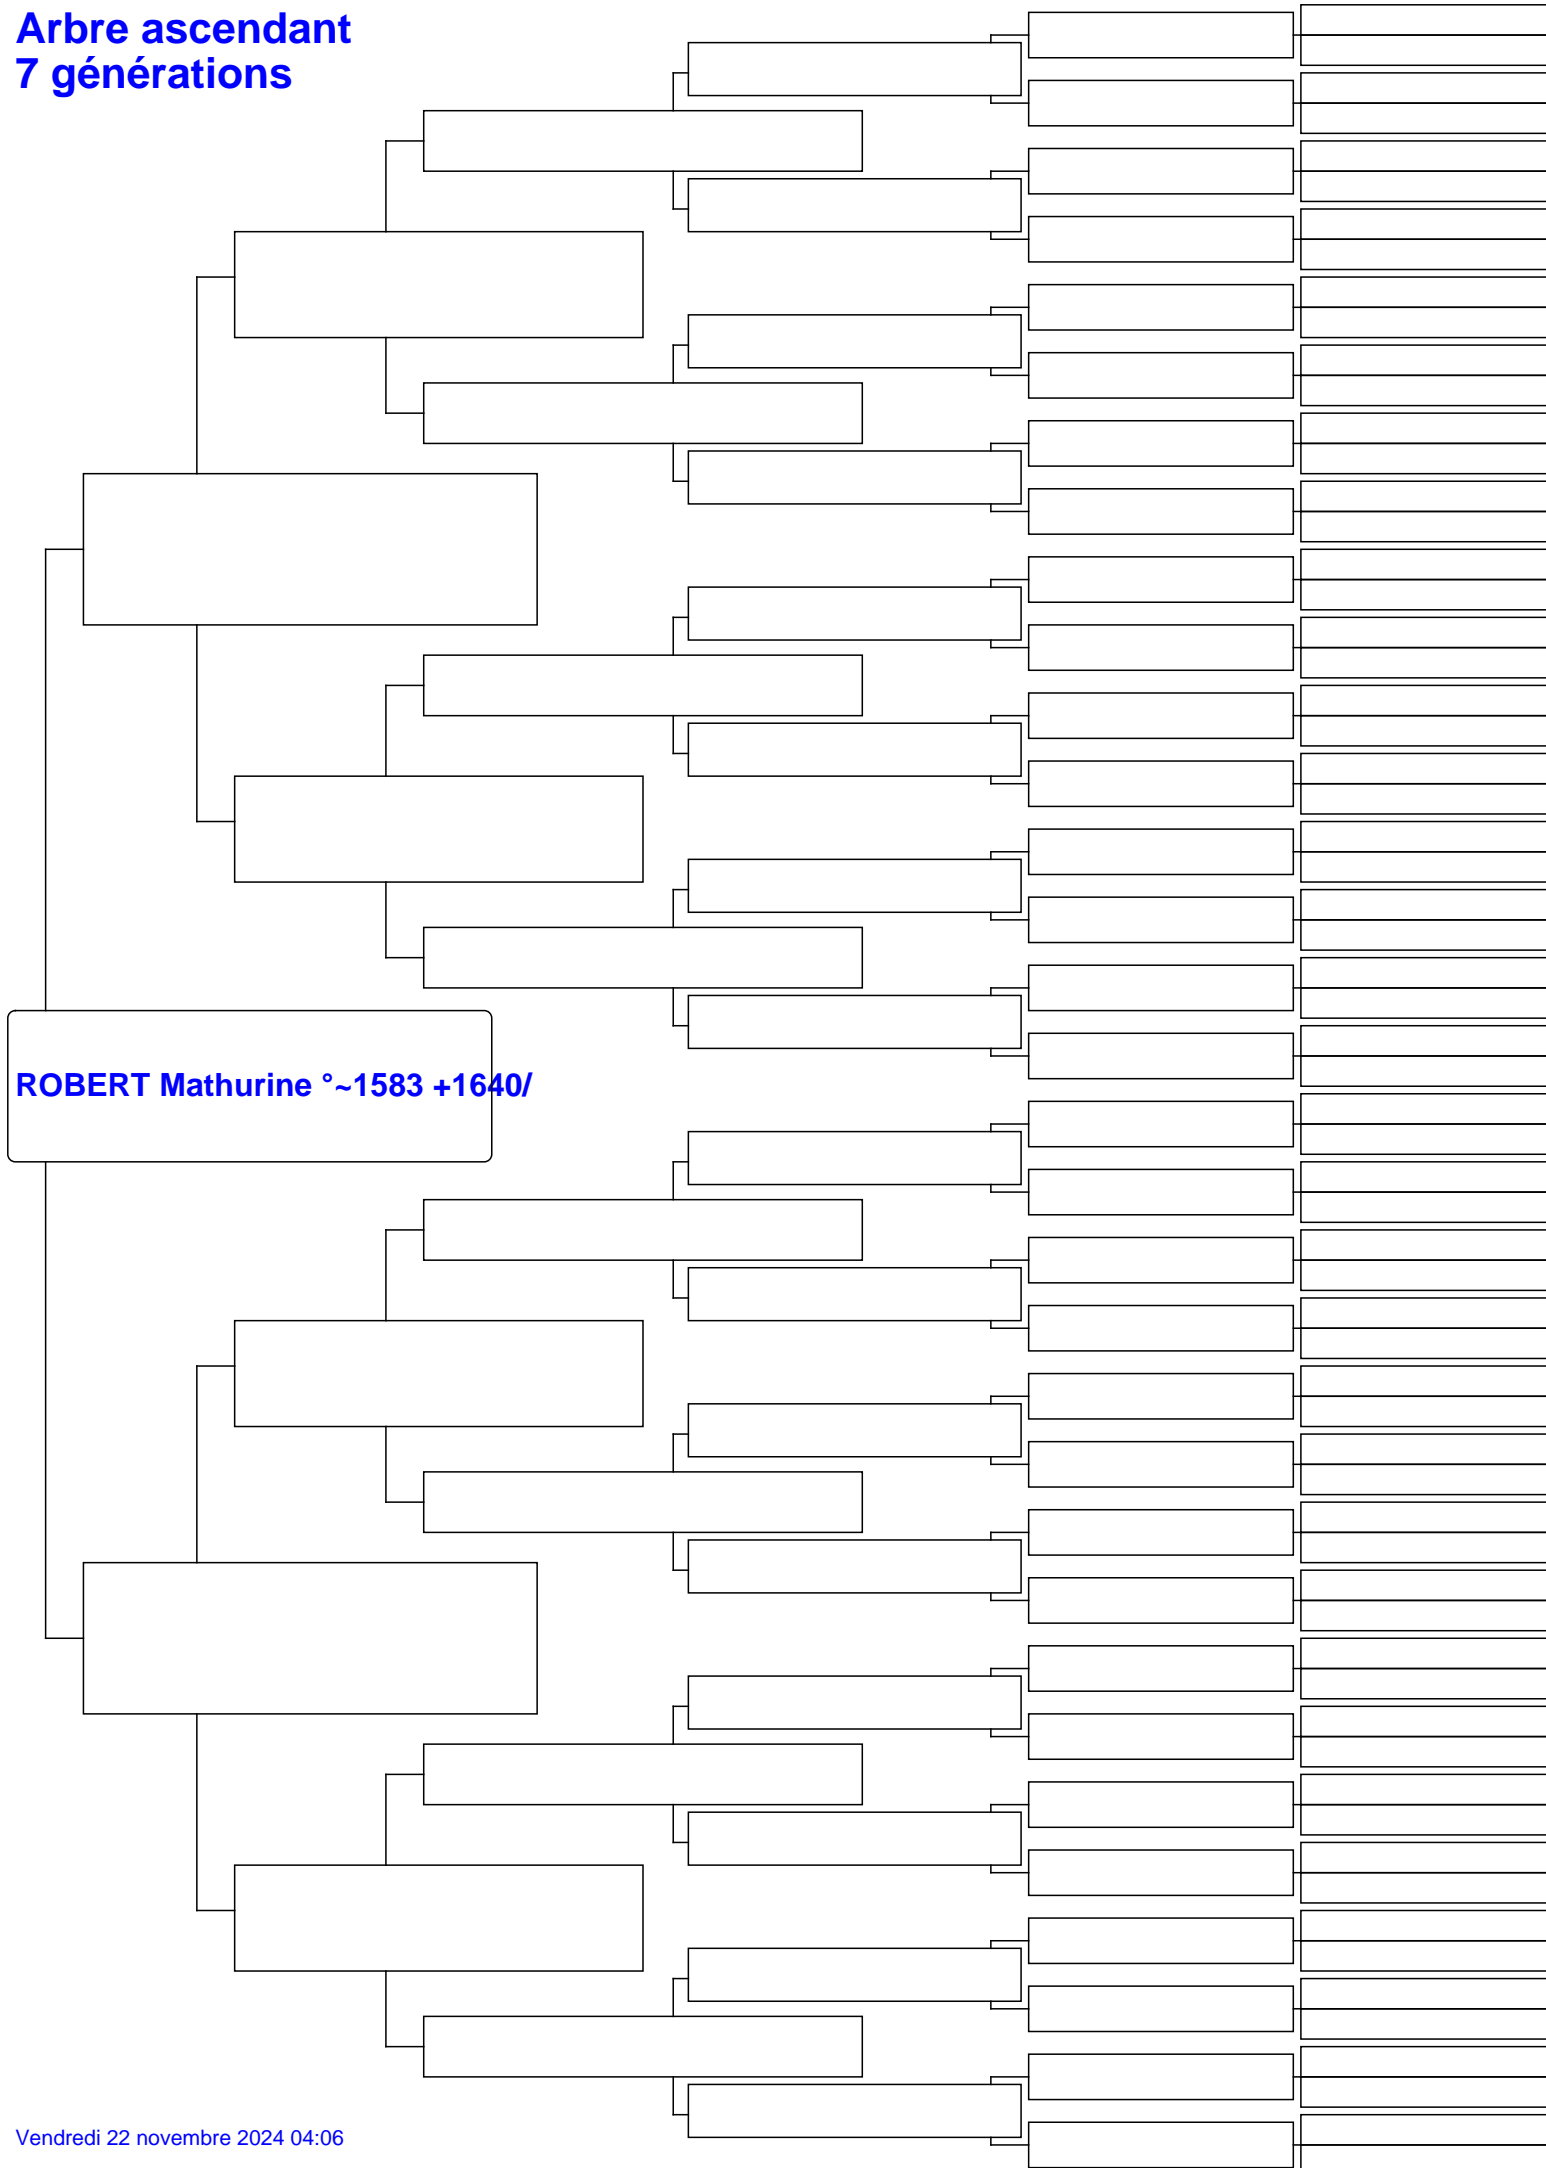 Arbre ascendant
7 générations
ROBERT Mathurine °~1583 +1640/
Vendredi 22 novembre 2024 04:06